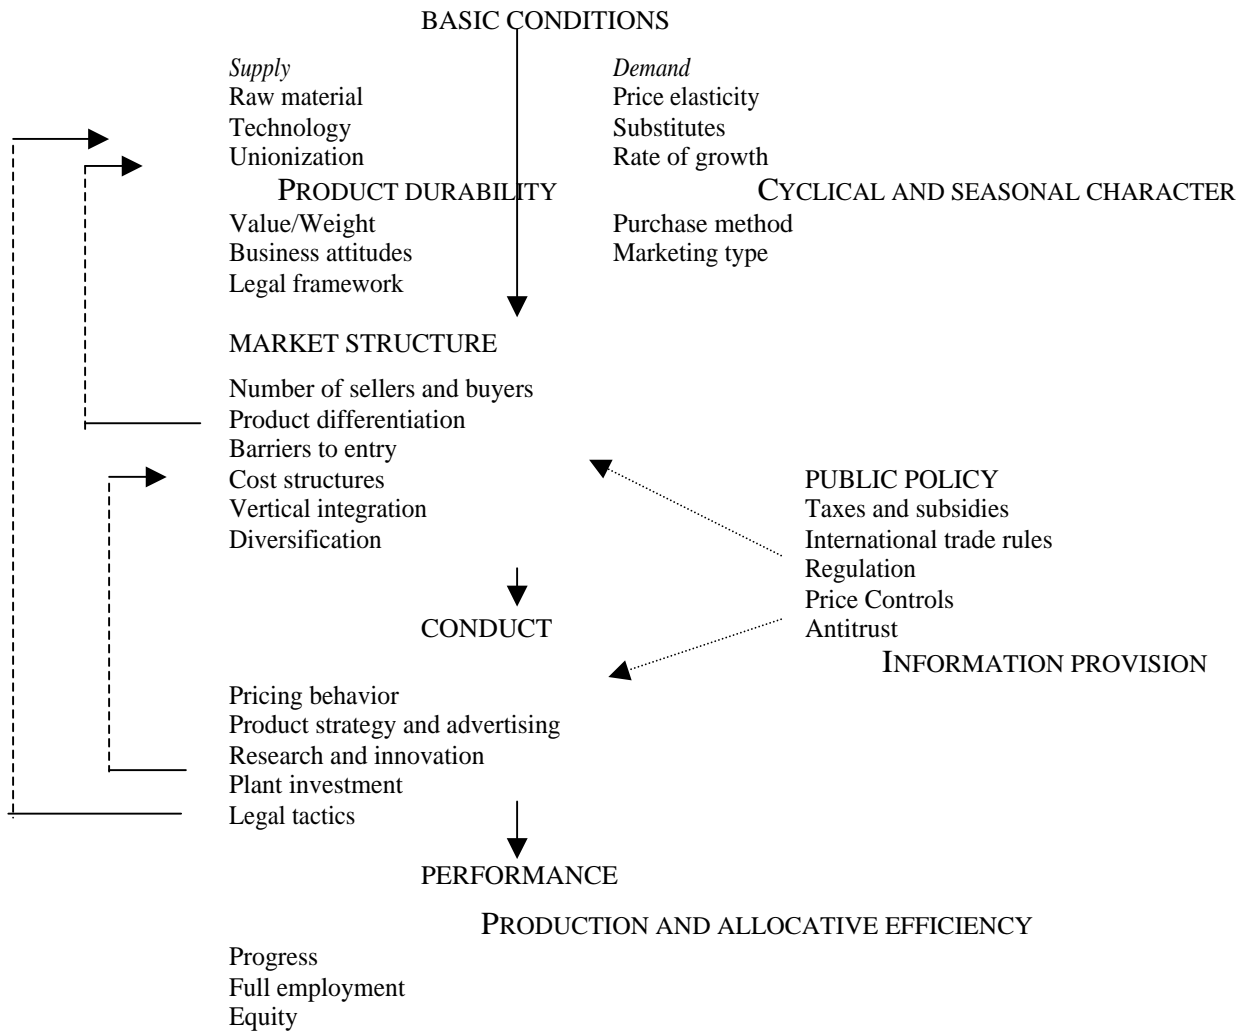 BASIC CONDITIONS
Supply
Raw material
Technology
Unionization
PRODUCT DURABILITY
Value/Weight
Business attitudes
Legal framework
Demand
Price elasticity
Substitutes
Rate of growth
CYCLICAL AND SEASONAL CHARACTER
Purchase method
Marketing type
MARKET STRUCTURE
Number of sellers and buyers
Product differentiation
Barriers to entry
Cost structures
Vertical integration
Diversification
PUBLIC POLICY
Taxes and subsidies
International trade rules
Regulation
Price Controls
Antitrust
INFORMATION PROVISION
CONDUCT
Pricing behavior
Product strategy and advertising
Research and innovation
Plant investment
Legal tactics
PERFORMANCE
PRODUCTION AND ALLOCATIVE EFFICIENCY
Progress
Full employment
Equity